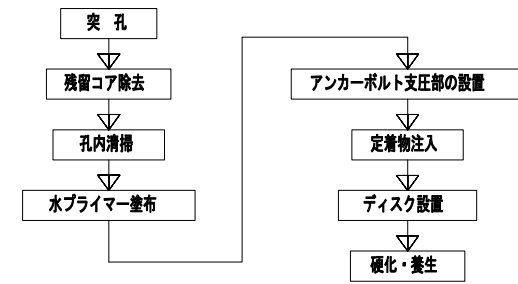 突　孔
残留コア除去
孔内清掃
水プライマー塗布
アンカーボルト支圧部の設置
定着物注入
ディスク設置
硬化・養生